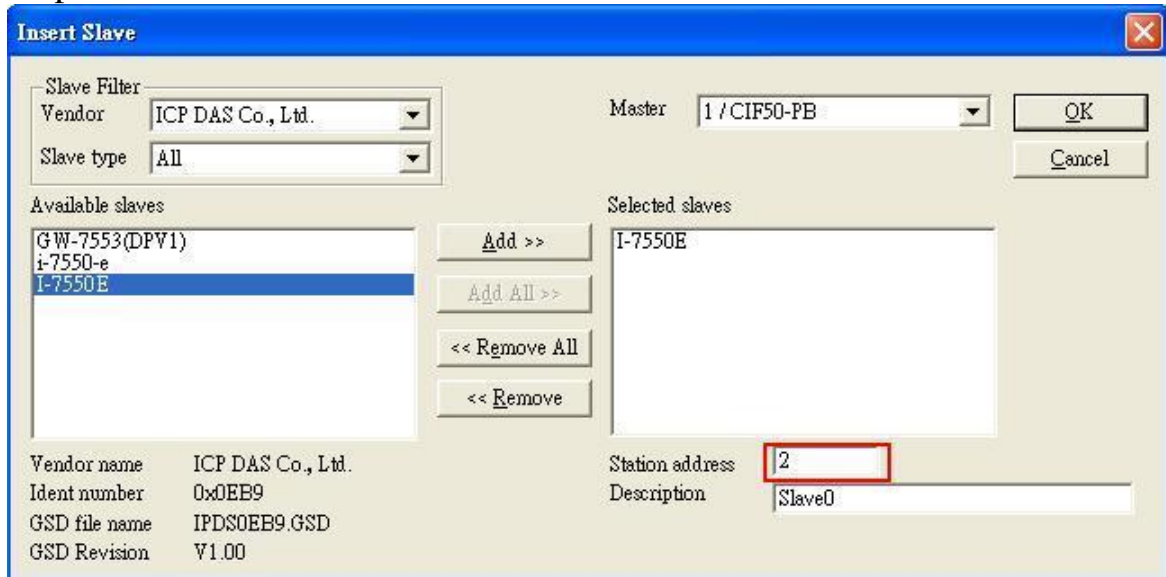 Insert Slave
Slave Filter
Vendor ICP DAS Co., Ltd.
Slave type All
Master 1 / CIF50-PB
OK
Cancel
Available slaves
GW-7553(DPV1)
i-7550-e
I-7550E
Add >>
Add All >>
<< Remove All
<< Remove
Selected slaves
I-7550E
Vendor name ICP DAS Co., Ltd.
Ident number 0x0EB9
GSD file name IPDS0EB9.GSD
GSD Revision V1.00
Station address 2
Description Slave0